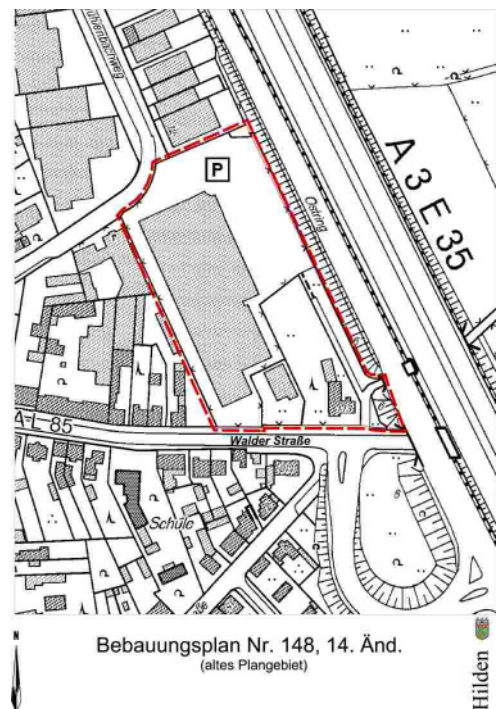 P
Ostring
A 3 E 35
L 85
Walder Straße
Schule
N
Bebauungsplan Nr. 148, 14. Änd.
(altes Plangebiet)
Hilden